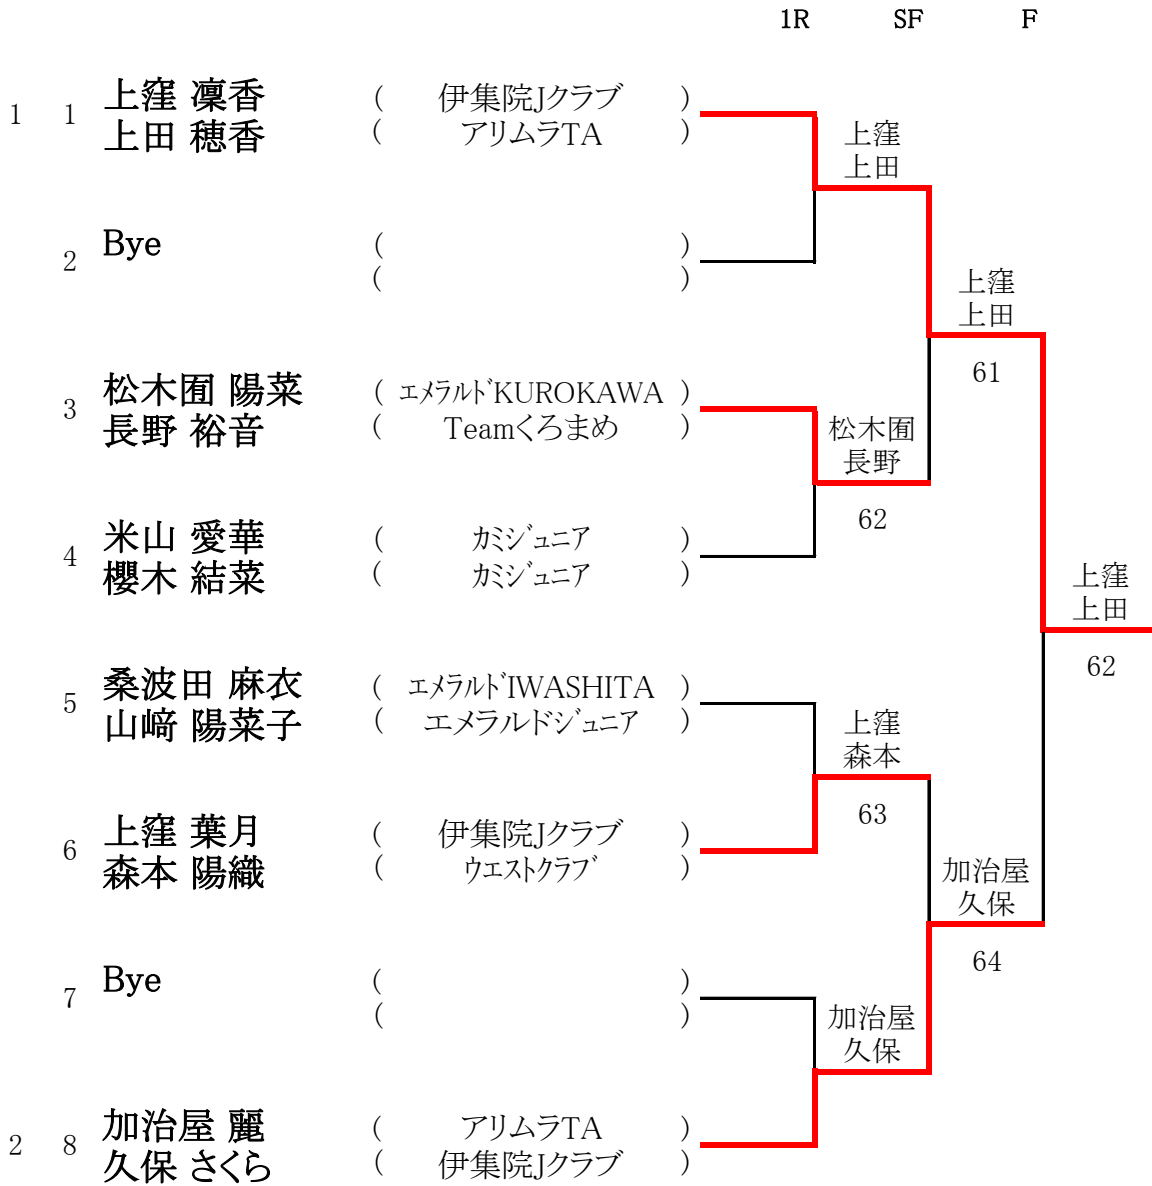 1R SF F
1 1 上窪 凜香 ( 伊集院Jクラブ )
上田 穂香 ( アリムラTA )
上窪
上田
2 Bye ( )
( )
上窪
上田
61
3 松木囿 陽菜 ( エメラルドKUROKAWA )
長野 裕音 ( Teamくろまめ )
松木囿
長野
62
4 米山 愛華 ( カミジュニア )
櫻木 結菜 ( カミジュニア )
上窪
上田
62
5 桑波田 麻衣 ( エメラルドIWASHITA )
山﨑 陽菜子 ( エメラルドジュニア )
上窪
森本
63
6 上窪 葉月 ( 伊集院Jクラブ )
森本 陽織 ( ウエストクラブ )
加治屋
久保
64
7 Bye ( )
( )
加治屋
久保
2 8 加治屋 麗 ( アリムラTA )
久保 さくら ( 伊集院Jクラブ )